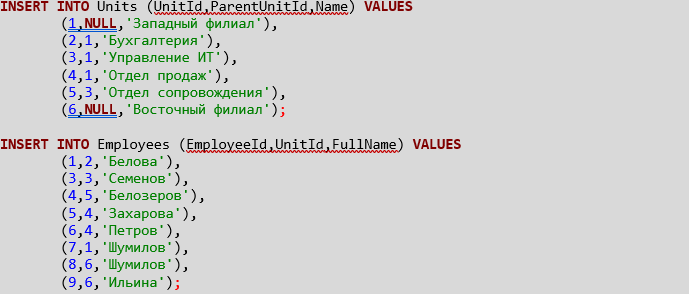 INSERT INTO Units (UnitId,ParentUnitId,Name) VALUES
(1,NULL,'Западный филиал'),
(2,1,'Бухгалтерия'),
(3,1,'Управление ИТ'),
(4,1,'Отдел продаж'),
(5,3,'Отдел сопровождения'),
(6,NULL,'Восточный филиал');
INSERT INTO Employees (EmployeeId,UnitId,FullName) VALUES
(1,2,'Белова'),
(3,3,'Семенов'),
(4,5,'Белозеров'),
(5,4,'Захарова'),
(6,4,'Петров'),
(7,1,'Шумилов'),
(8,6,'Шумилов'),
(9,6,'Ильина');